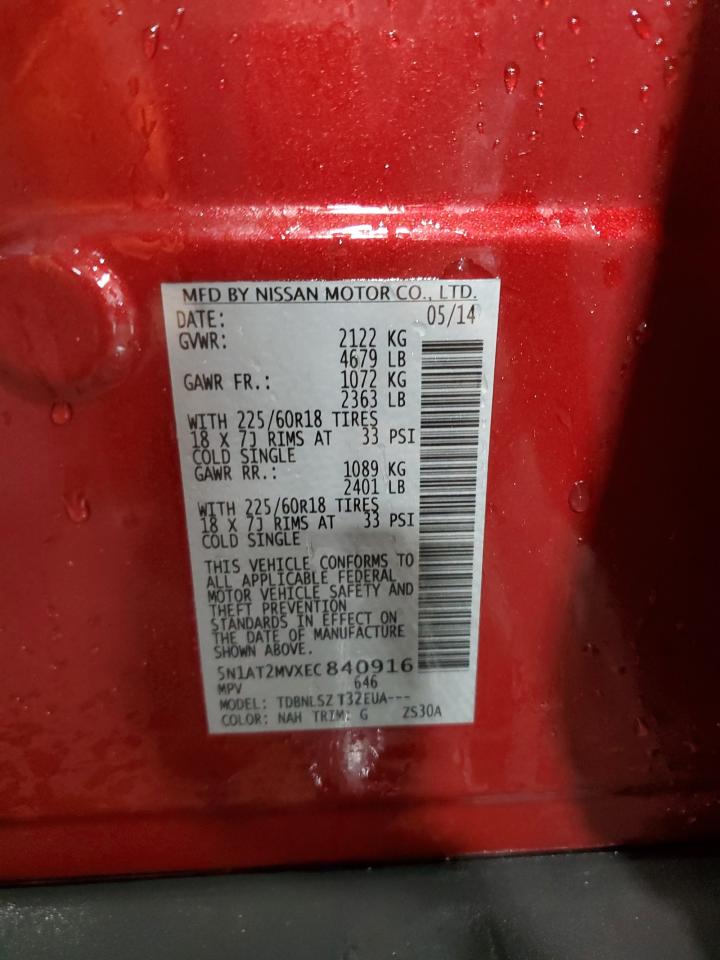 MFD BY NISSAN MOTOR CO., LTD.
DATE: 05/14
GVWR: 2122 KG
4679 LB
GAWR FR.: 1072 KG
2363 LB
WITH 225/60R18 TIRES
18 X 7J RIMS AT 33 PSI
COLD SINGLE
GAWR RR.: 1089 KG
2401 LB
WITH 225/60R18 TIRES
18 X 7J RIMS AT 33 PSI
COLD SINGLE
THIS VEHICLE CONFORMS TO
ALL APPLICABLE FEDERAL
MOTOR VEHICLE SAFETY AND
THEFT PREVENTION
STANDARDS IN EFFECT ON
THE DATE OF MANUFACTURE
SHOWN ABOVE.
5N1AT2MVXEC840916
MPV 646
MODEL: TDBNLSZ T32EUA---
COLOR: NAH TRIM: G ZS30A